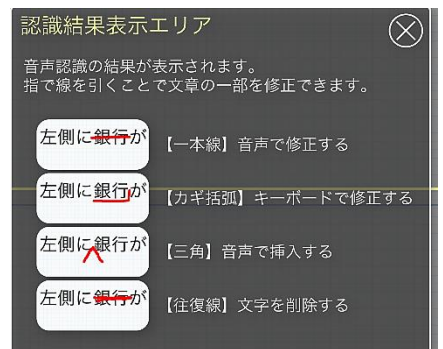 認識結果表示エリア
音声認識の結果が表示されます。
指で線を引くことで文章の一部を修正できます。
左側に銀行が 【一本線】音声で修正する
左側に銀行が 【カギ括弧】キーボードで修正する
左側に銀行が 【三角】音声で挿入する
左側に銀行が 【往復線】文字を削除する